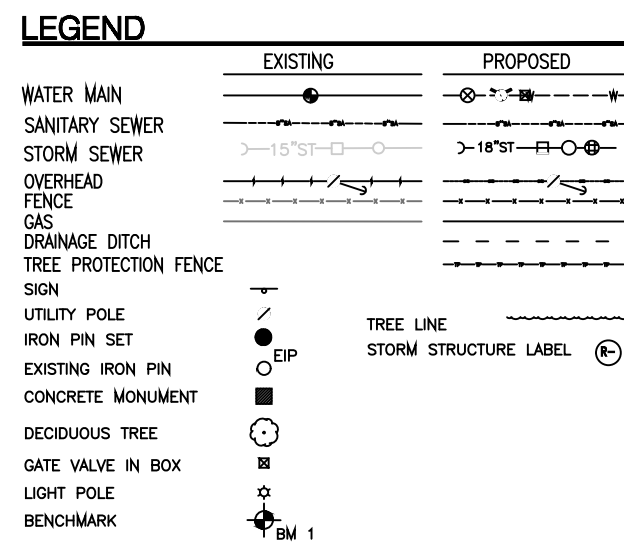 LEGEND
EXISTING PROPOSED
WATER MAIN W
SANITARY SEWER
STORM SEWER 15"ST 18"ST
OVERHEAD
FENCE
GAS
DRAINAGE DITCH
TREE PROTECTION FENCE
SIGN
UTILITY POLE
IRON PIN SET
EXISTING IRON PIN EIP
CONCRETE MONUMENT
DECIDUOUS TREE
GATE VALVE IN BOX
LIGHT POLE
BENCHMARK BM 1
TREE LINE
STORM STRUCTURE LABEL R-